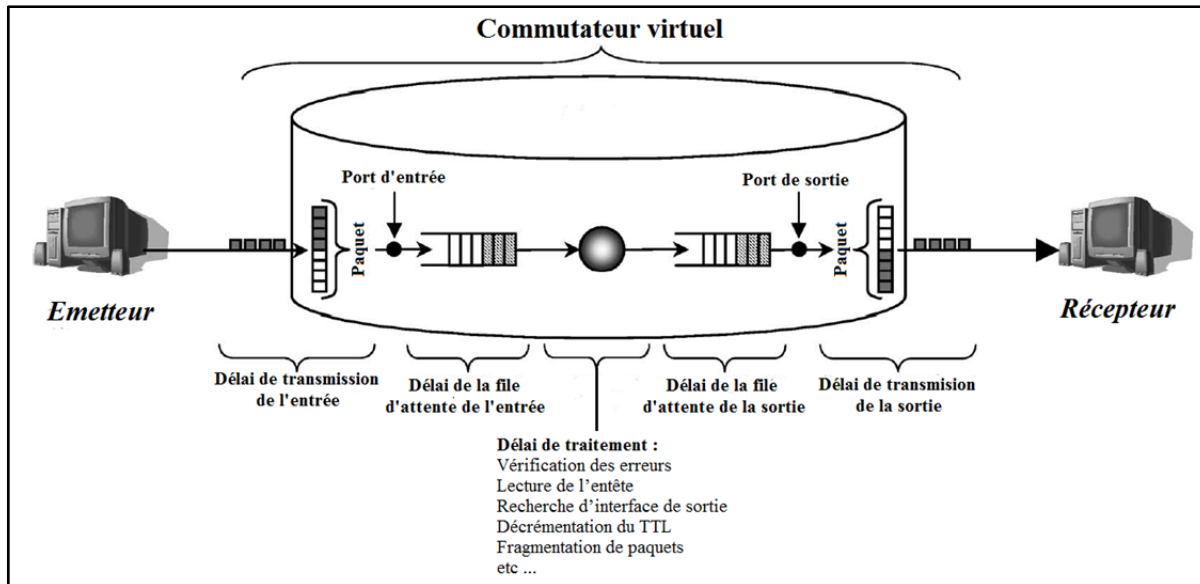 Commutateur virtuel
Port d'entrée
Port de sortie
Paquet
Paquet
Emetteur
Récepteur
Délai de transmission
de l'entrée
Délai de la file
d'attente de l'entrée
Délai de la file
d'attente de la sortie
Délai de transmision
de la sortie
Délai de traitement :
Vérification des erreurs
Lecture de l’entête
Recherche d’interface de sortie
Décrémentation du TTL
Fragmentation de paquets
etc ...